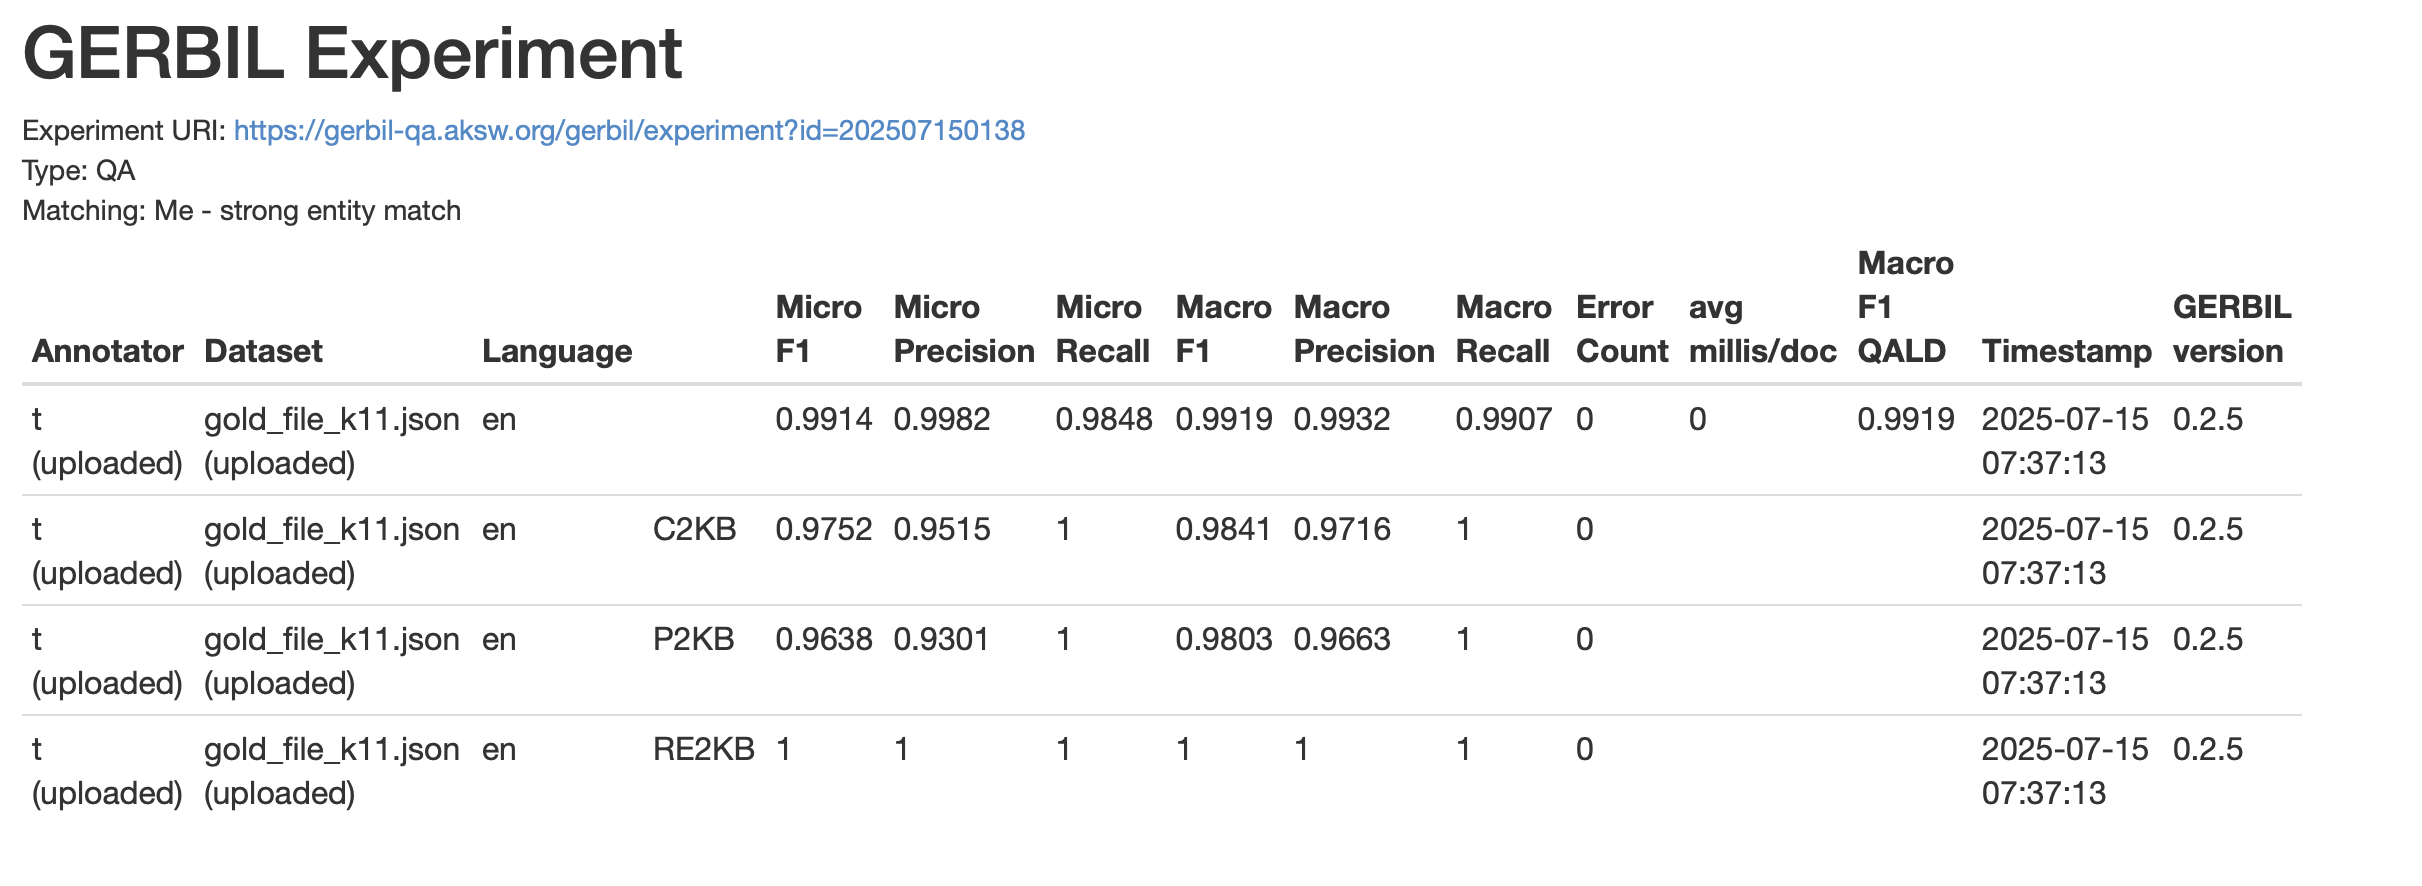 GERBIL Experiment
Experiment URI: https://gerbil-qa.aksw.org/gerbil/experiment?id=202507150138
Type: QA
Matching: Me - strong entity match
Annotator Dataset Language Micro F1 Micro Precision Micro Recall Macro F1 Macro Precision Macro Recall Error Count avg millis/doc Macro F1 QALD Timestamp GERBIL version
t gold_file_k11.json en 0.9914 0.9982 0.9848 0.9919 0.9932 0.9907 0 0 0.9919 2025-07-15 0.2.5
(uploaded) (uploaded) 07:37:13
t gold_file_k11.json en C2KB 0.9752 0.9515 1 0.9841 0.9716 1 0 2025-07-15 0.2.5
(uploaded) (uploaded) 07:37:13
t gold_file_k11.json en P2KB 0.9638 0.9301 1 0.9803 0.9663 1 0 2025-07-15 0.2.5
(uploaded) (uploaded) 07:37:13
t gold_file_k11.json en RE2KB 1 1 1 1 1 1 0 2025-07-15 0.2.5
(uploaded) (uploaded) 07:37:13